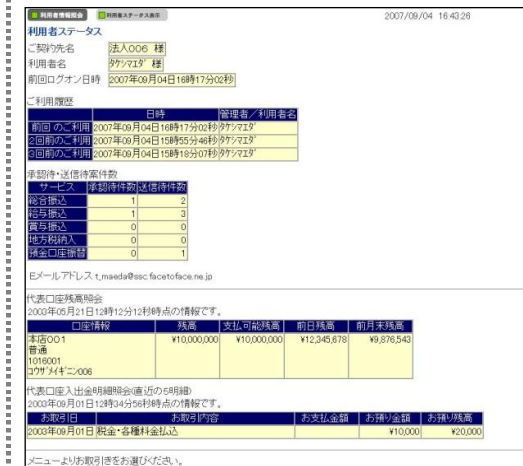 利用者情報照会 利用者ステータス表示 2007/09/04 16:43:26
利用者ステータス
ご契約先名 法人006 様
利用者名 タケシマエダ 様
前回ログオン日時 2007年09月04日16時17分02秒
ご利用履歴
日時 管理者/利用者名
前回 のご利用 2007年09月04日16時17分02秒 タケシマエダ
2回前のご利用 2007年09月04日15時55分46秒 タケシマエダ
3回前のご利用 2007年09月04日15時18分07秒 タケシマエダ
承認待・送信待案件数
サービス 承認待件数 送信待件数
総合振込 1 2
給与振込 1 3
賞与振込 0 0
地方税納入 0 0
預金口座振替 0 1
Eメールアドレス t_maeda@ssc.facetoface.ne.jp
代表口座残高照会
2003年05月21日12時12分12秒時点の情報です。
口座情報 残高 支払可能残高 前日残高 前月末残高
本店001 ¥10,000,000 ¥10,000,000 ¥12,345,678 ¥9,876,543
普通
1016001
コウザメイギニン006
代表口座入出金明細照会(直近の5明細)
2003年09月01日12時34分56秒時点の情報です。
お取引日 お取引内容 お支払金額 お預り金額 お預り残高
2003年09月01日 税金・各種料金払込 ¥10,000 ¥20,000
メニューよりお取引きをお選びください。